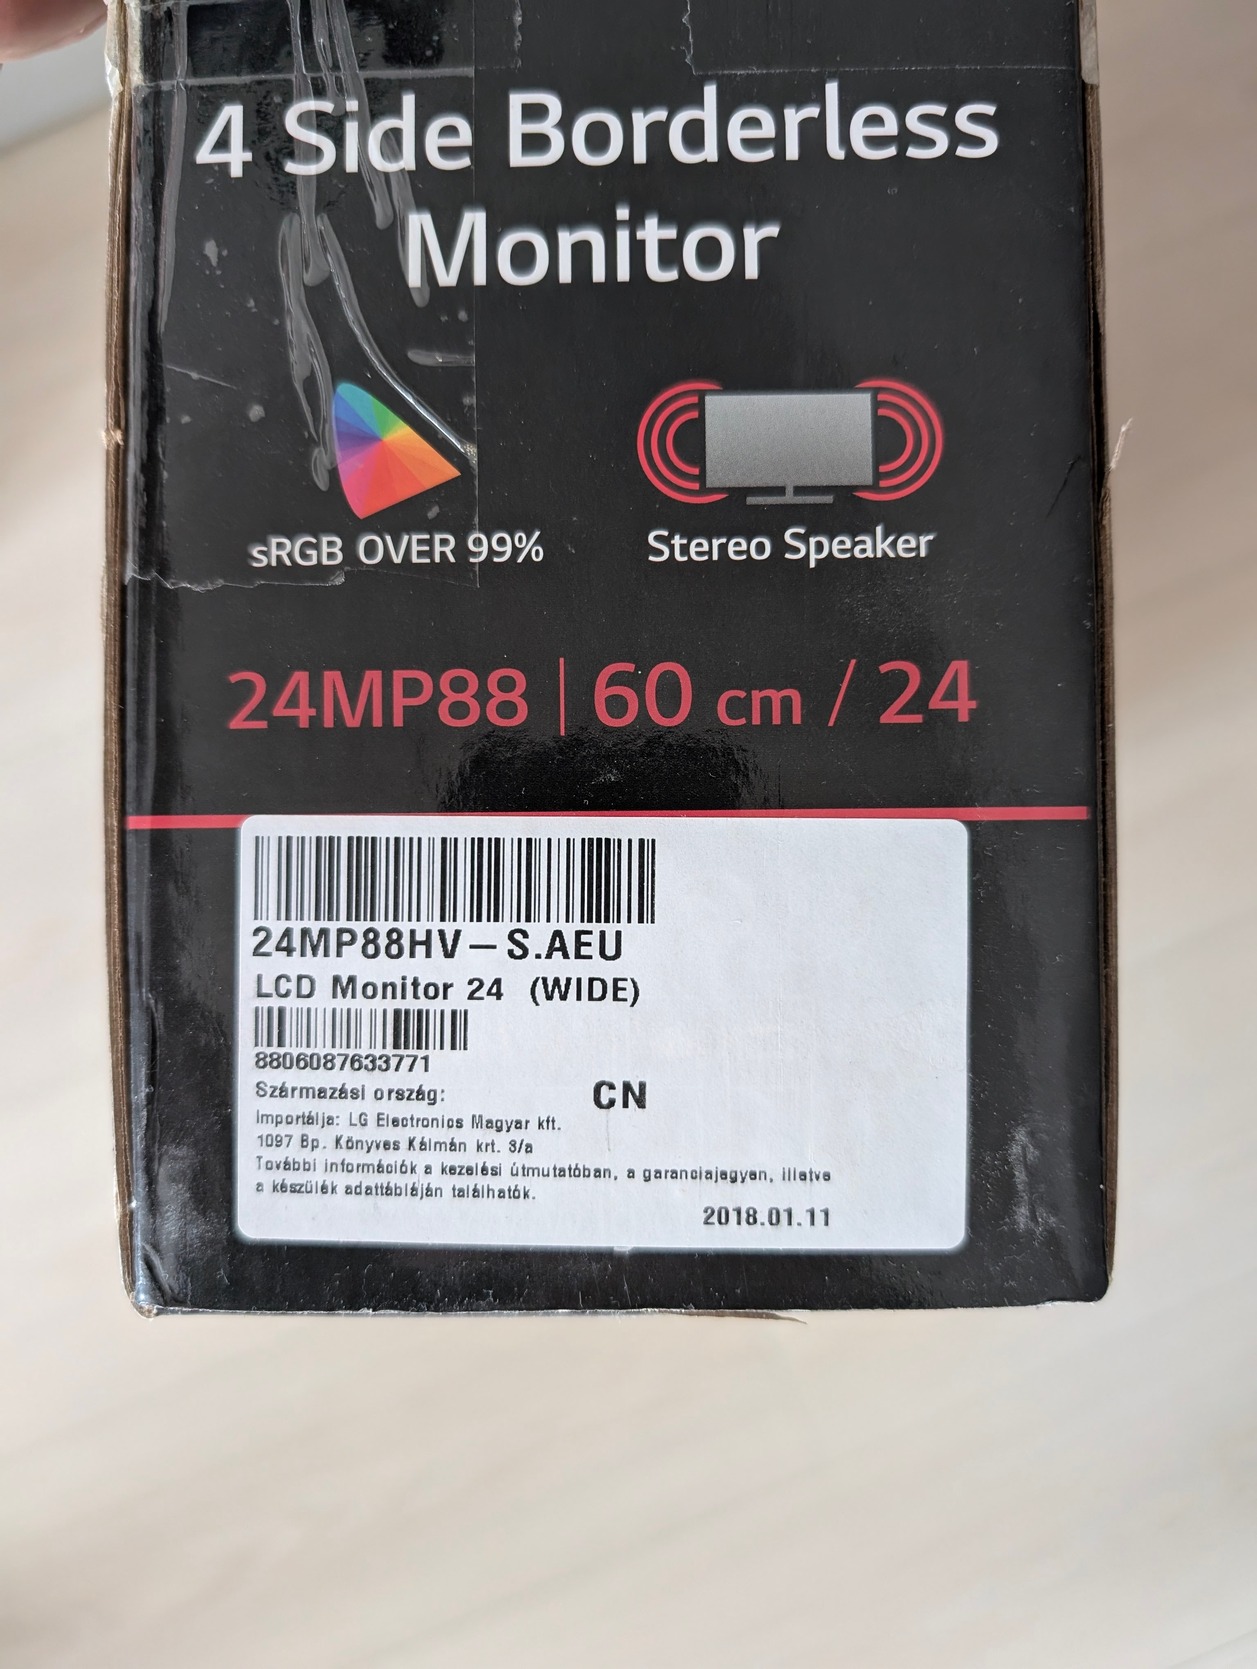 4 Side Borderless
Monitor
sRGB OVER 99%
Stereo Speaker
24MP88 | 60 cm / 24
24MP88HV-S.AEU
LCD Monitor 24 (WIDE)
8806087633771
Származási ország: CN
Importálja: LG Electronics Magyar kft.
1097 Bp. Könyves Kálmán krt. 3/a
További információk a kezelési útmutatóban, a garanciajegyen, illetve
a készülék adattábláján találhatók.
2018.01.11